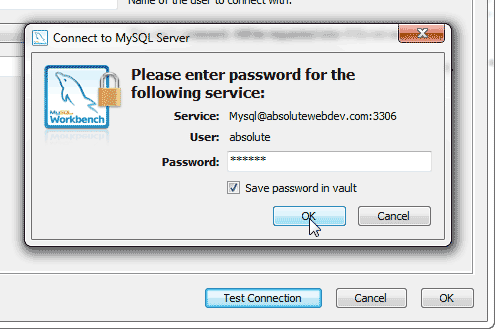 Name of the user to connect with.
Connect to MySQL Server
Please enter password for the
following service:
MySQL
Workbench
Service: Mysql@absolutewebdev.com:3306
User: absolute
Password: ******
Save password in vault
OK
Cancel
Test Connection
Cancel
OK